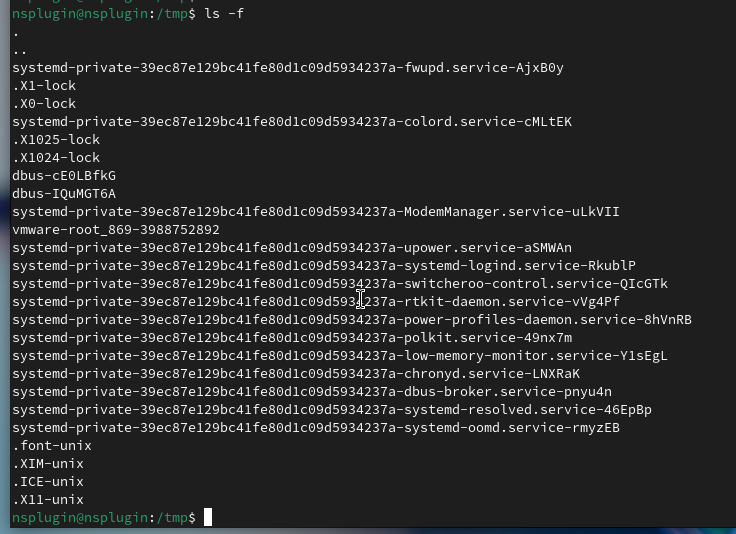 nsplugin@nsplugin:/tmp$ ls -f
.
..
systemd-private-39ec87e129bc41fe80d1c09d5934237a-fwupd.service-AjxB0y
.X1-lock
.X0-lock
systemd-private-39ec87e129bc41fe80d1c09d5934237a-colord.service-cMLtEK
.X1025-lock
.X1024-lock
dbus-cE0LBfkG
dbus-IQuMGT6A
systemd-private-39ec87e129bc41fe80d1c09d5934237a-ModemManager.service-uLkVII
vmware-root_869-3988752892
systemd-private-39ec87e129bc41fe80d1c09d5934237a-upower.service-aSMWAn
systemd-private-39ec87e129bc41fe80d1c09d5934237a-systemd-logind.service-RkublP
systemd-private-39ec87e129bc41fe80d1c09d5934237a-switcheroo-control.service-QIcGTk
systemd-private-39ec87e129bc41fe80d1c09d5934237a-rtkit-daemon.service-vVg4Pf
systemd-private-39ec87e129bc41fe80d1c09d5934237a-power-profiles-daemon.service-8hVnRB
systemd-private-39ec87e129bc41fe80d1c09d5934237a-polkit.service-49nx7m
systemd-private-39ec87e129bc41fe80d1c09d5934237a-low-memory-monitor.service-Y1sEgL
systemd-private-39ec87e129bc41fe80d1c09d5934237a-chronyd.service-LNXRaK
systemd-private-39ec87e129bc41fe80d1c09d5934237a-dbus-broker.service-pnyu4n
systemd-private-39ec87e129bc41fe80d1c09d5934237a-systemd-resolved.service-46EpBp
systemd-private-39ec87e129bc41fe80d1c09d5934237a-systemd-oomd.service-rmyzEB
.font-unix
.XIM-unix
.ICE-unix
.X11-unix
nsplugin@nsplugin:/tmp$